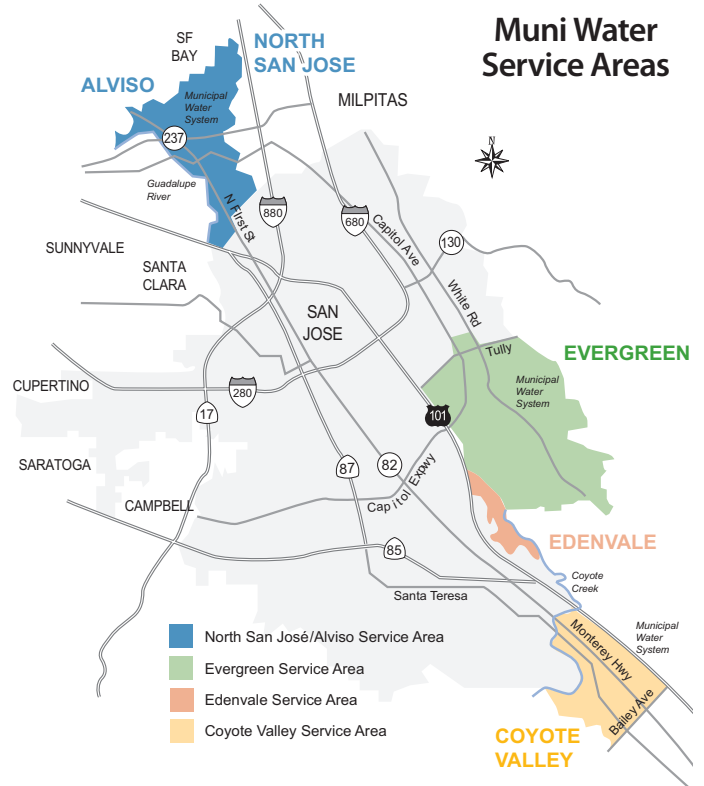 Muni Water
Service Areas
SF
BAY
NORTH
SAN JOSE
ALVISO
Municipal
Water
System
MILPITAS
237
N
Guadalupe
River
N First St
880
680
Capitol Ave
130
SUNNYVALE
SANTA
CLARA
SAN
JOSE
White Rd
Tully
EVERGREEN
Municipal
Water
System
CUPERTINO
280
17
101
SARATOGA
87
82
Capitol Expwy
CAMPBELL
85
EDENVALE
Coyote
Creek
Santa Teresa
Municipal
Water
System
Monterey Hwy
Bailey Ave
North San José/Alviso Service Area
Evergreen Service Area
Edenvale Service Area
Coyote Valley Service Area
COYOTE
VALLEY